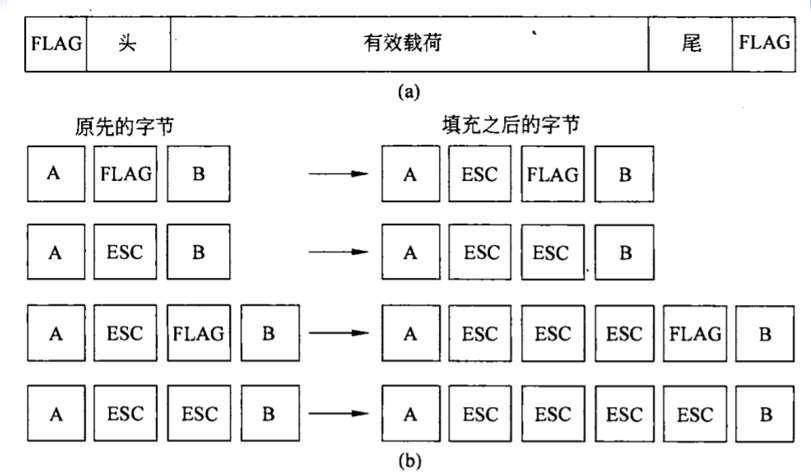 FLAG 头 有效载荷 尾 FLAG
(a)
原先的字节 填充之后的字节
A FLAG B A ESC FLAG B
A ESC B A ESC ESC B
A ESC FLAG B A ESC ESC ESC FLAG B
A ESC ESC B A ESC ESC ESC ESC B
(b)